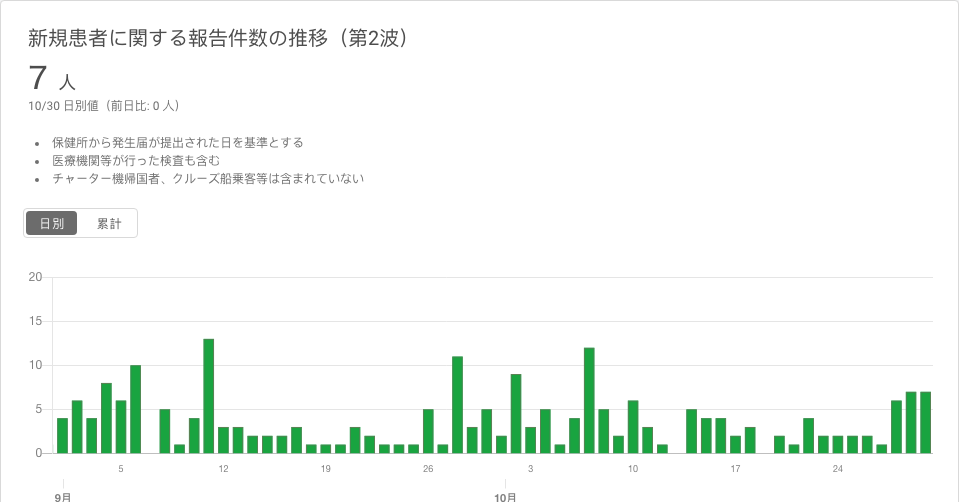 新規患者に関する報告件数の推移（第2波）
7 人
10/30 日別値（前日比: 0 人）
保健所から発生届が提出された日を基準とする
医療機関等が行った検査も含む
チャーター機帰国者、クルーズ船乗客等は含まれていない
日別 累計
20
15
10
5
0
5 12 19 26 3 10 17 24
9月 10月